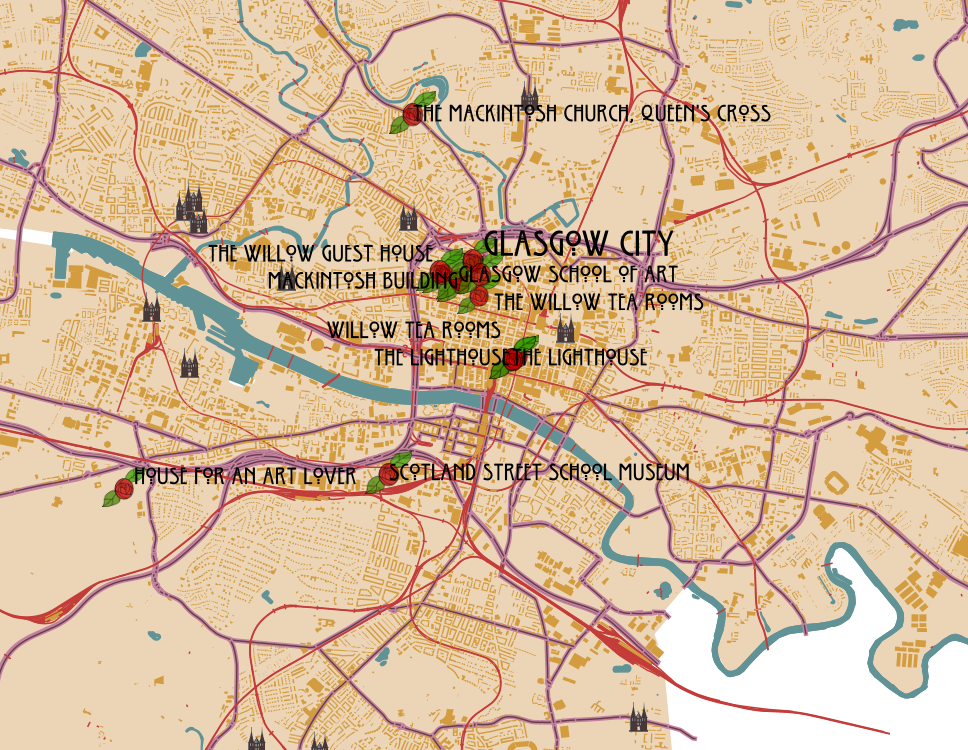 THE MACKINTOSH CHURCH, QUEEN'S CROSS
GLASGOW CITY
THE WILLOW GUEST HOUSE
GLASGOW SCHOOL OF ART
MACKINTOSH BUILDING
THE WILLOW TEA ROOMS
WILLOW TEA ROOMS
THE LIGHTHOUSE
THE LIGHTHOUSE
HOUSE FOR AN ART LOVER
SCOTLAND STREET SCHOOL MUSEUM